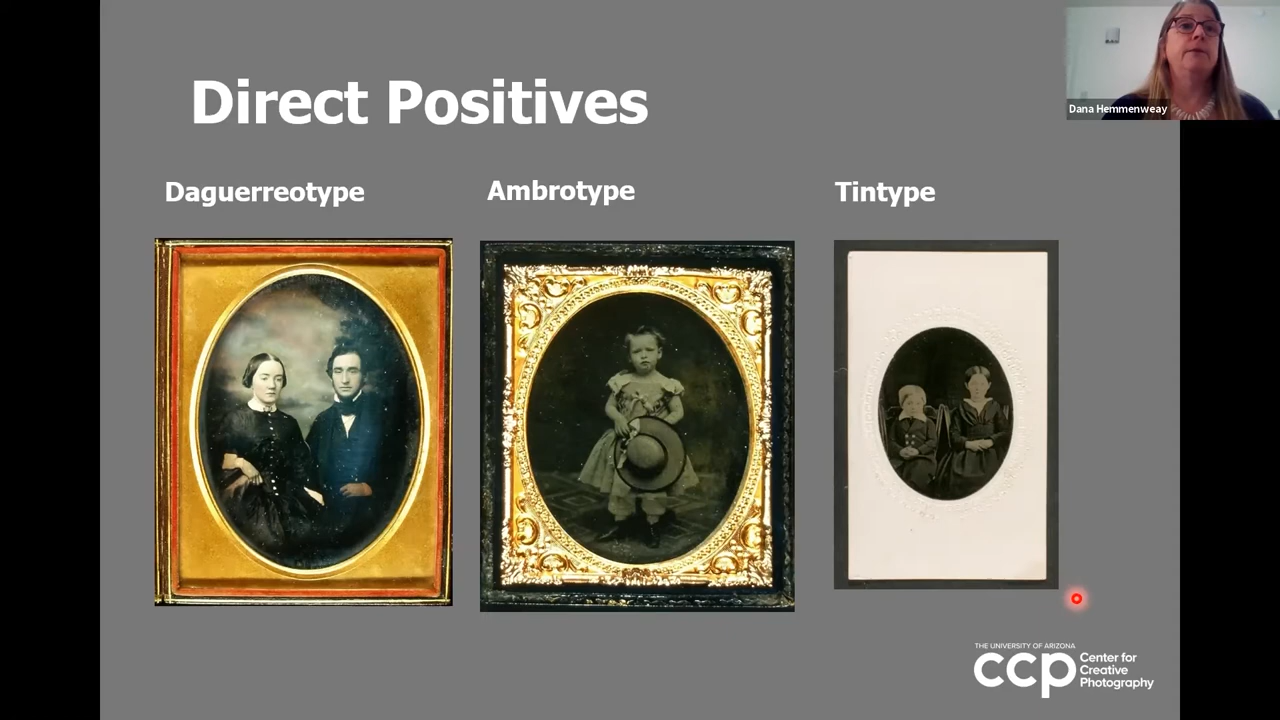 Direct Positives
Dana Hemmenweay
Daguerreotype
Ambrotype
Tintype
THE UNIVERSITY OF ARIZONA
ccp
Center for
Creative
Photography